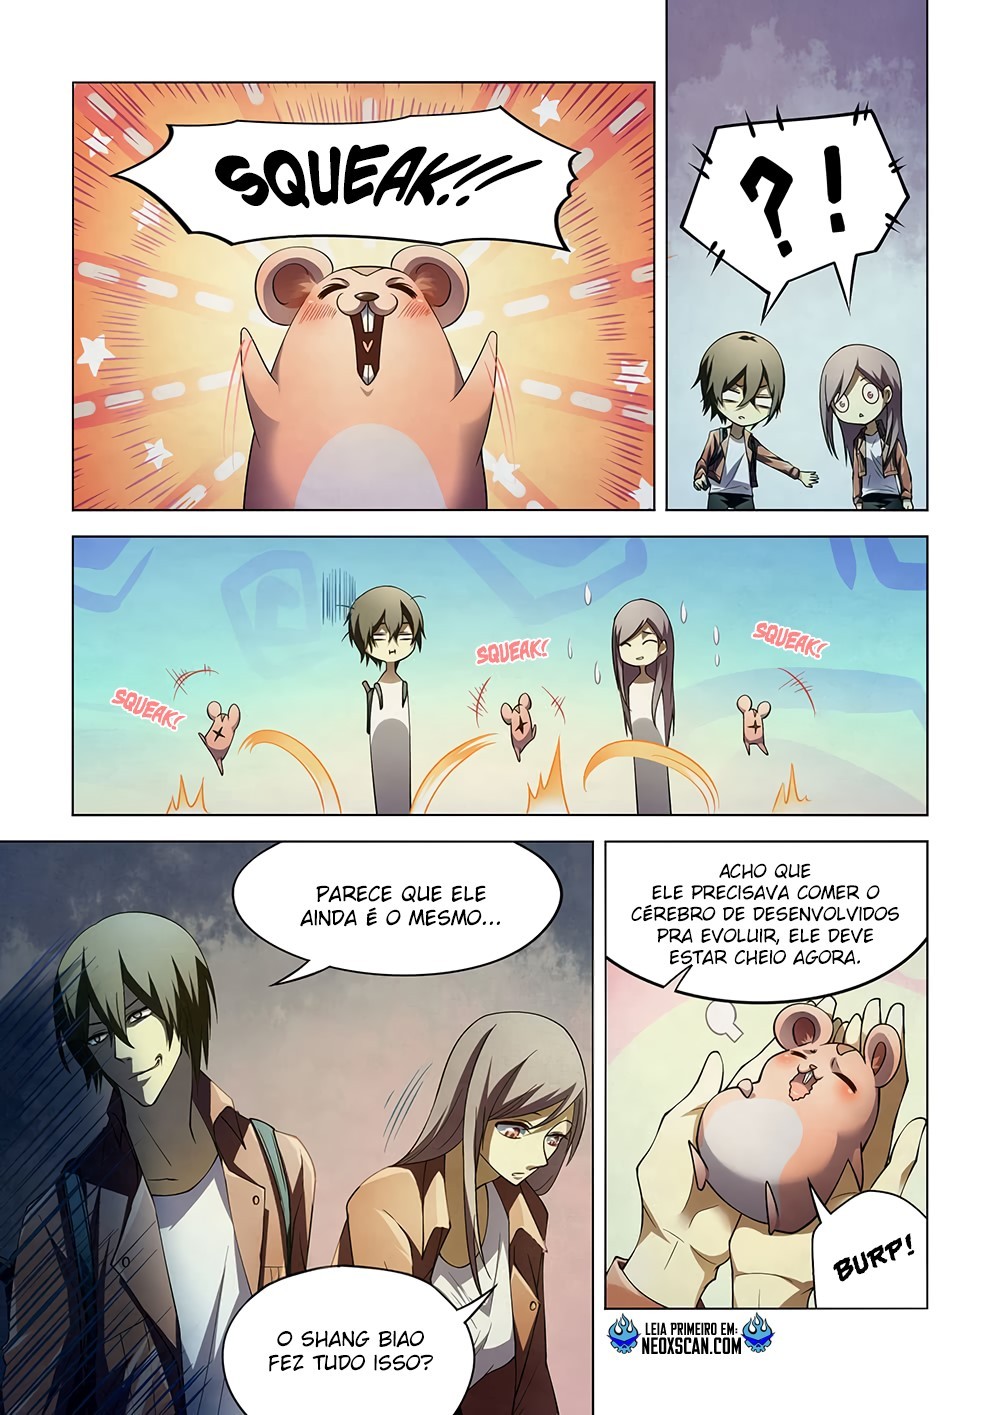 SQUEAK!!!
?!
SQUEAK!
SQUEAK!
SQUEAK!
PARECE QUE ELE
AINDA É O MESMO...
ACHO QUE
ELE PRECISAVA COMER O
CÉREBRO DE DESENVOLVIDOS
PRA EVOLUIR, ELE DEVE
ESTAR CHEIO AGORA.
BURP!
O SHANG BIAO
FEZ TUDO ISSO?
LEIA PRIMEIRO EM:
NEOXSCAN.COM